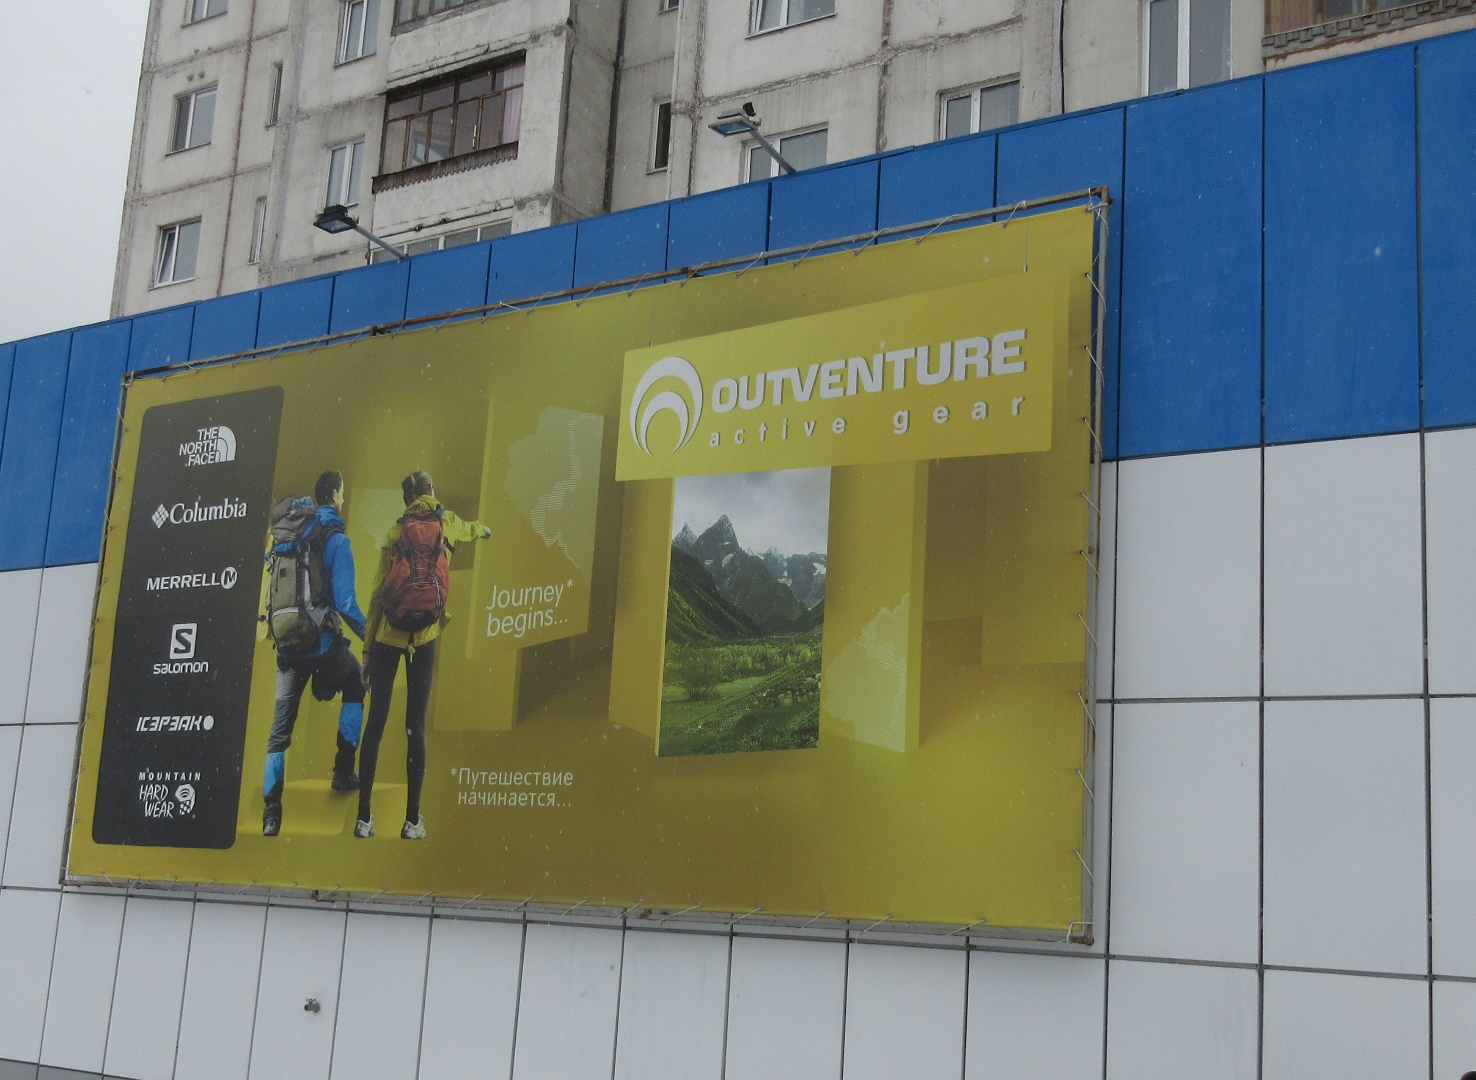 THE
NORTH
FACE
Columbia
MERRELL
S
SALOMON
ICEPEAK
MOUNTAIN
HARD
WEAR
OUTVENTURE
active gear
Journey*
begins...
*Путешествие
начинается...